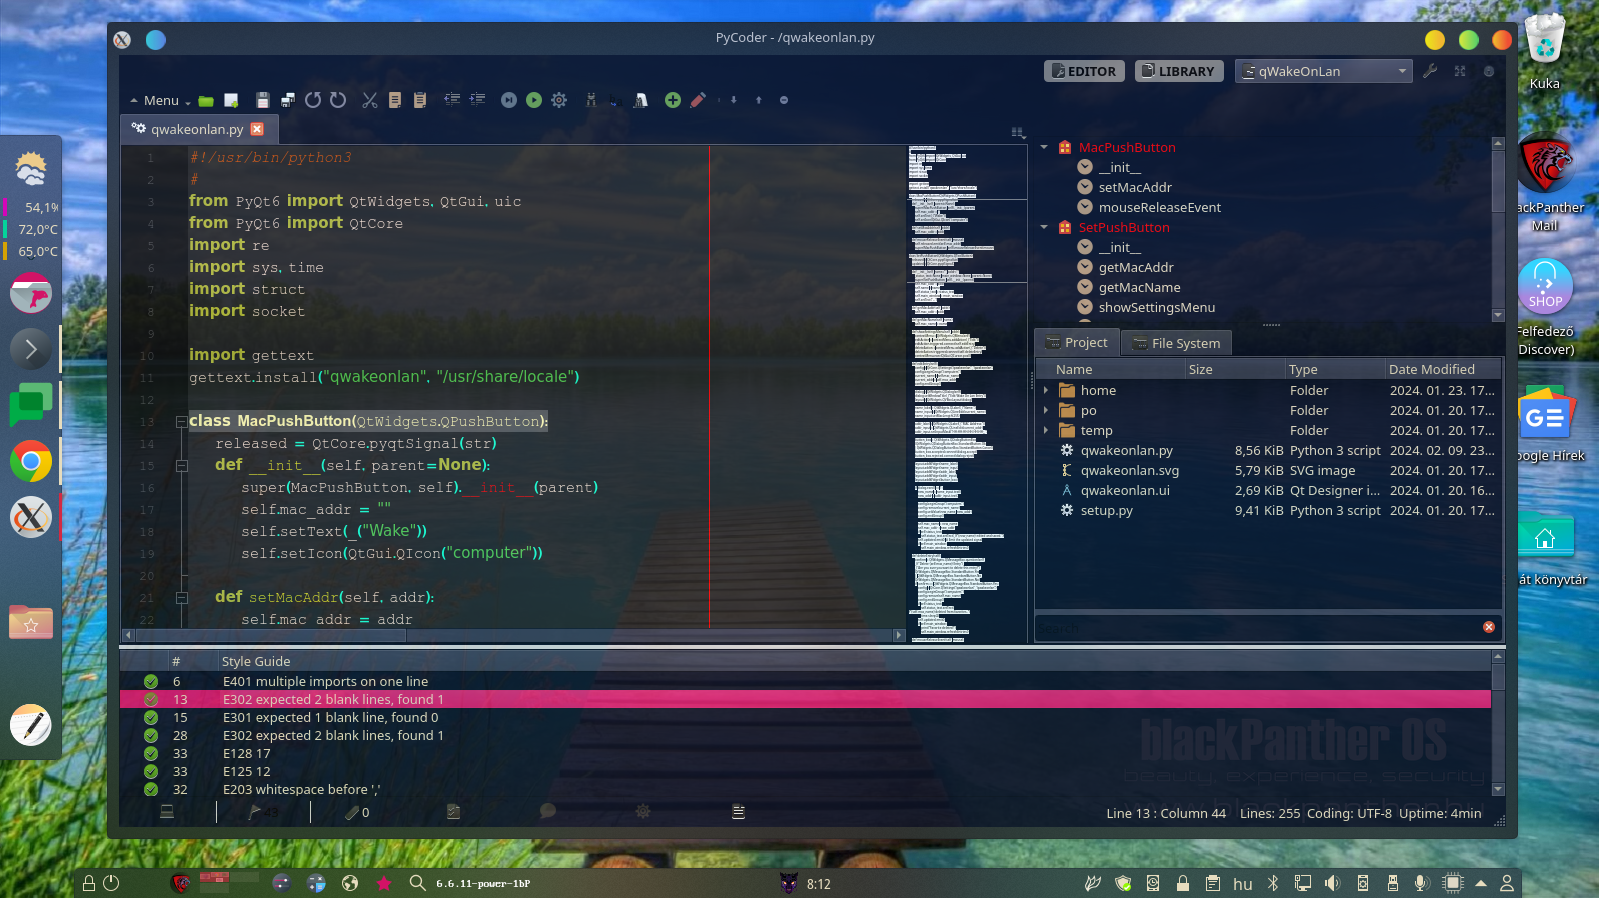 PyCoder - /qwakeonlan.py
EDITOR
LIBRARY
qWakeOnLan
Menu
qwakeonlan.py
1 #!/usr/bin/python3
2 #
3 from PyQt6 import QtWidgets, QtGui, uic
4 from PyQt6 import QtCore
5 import re
6 import sys, time
7 import struct
8 import socket
9
10 import gettext
11 gettext.install("qwakeonlan", "/usr/share/locale")
12
13 class MacPushButton(QtWidgets.QPushButton):
14 released = QtCore.pyqtSignal(str)
15 def __init__(self, parent=None):
16 super(MacPushButton, self).__init__(parent)
17 self.mac_addr = ""
18 self.setText(_("Wake"))
19 self.setIcon(QtGui.QIcon("computer"))
20
21 def setMacAddr(self, addr):
22 self.mac_addr = addr
MacPushButton
__init__
setMacAddr
mouseReleaseEvent
SetPushButton
__init__
getMacAddr
getMacName
showSettingsMenu
Project
File System
Name Size Type Date Modified
home Folder 2024. 01. 23. 17...
po Folder 2024. 01. 20. 17...
temp Folder 2024. 01. 20. 17...
qwakeonlan.py 8,56 KiB Python 3 script 2024. 02. 09. 23...
qwakeonlan.svg 5,79 KiB SVG image 2024. 01. 20. 17...
qwakeonlan.ui 2,69 KiB Qt Designer i... 2024. 01. 20. 16...
setup.py 9,41 KiB Python 3 script 2024. 01. 20. 17...
# Style Guide
6 E401 multiple imports on one line
13 E302 expected 2 blank lines, found 1
15 E301 expected 1 blank line, found 0
28 E302 expected 2 blank lines, found 1
33 E128 17
33 E125 12
32 E203 whitespace before ','
43
0
Line 13 : Column 44 Lines: 255 Coding: UTF-8 Uptime: 4min
blackPanther OS
beauty, experience, security
54,1%
72,0°C
65,0°C
Kuka
ackPanther
Mail
SHOP
Felfedező
Discover)
GE
oogle Hírek
át könyvtár
6.6.11-power-1bP
8:12
hu